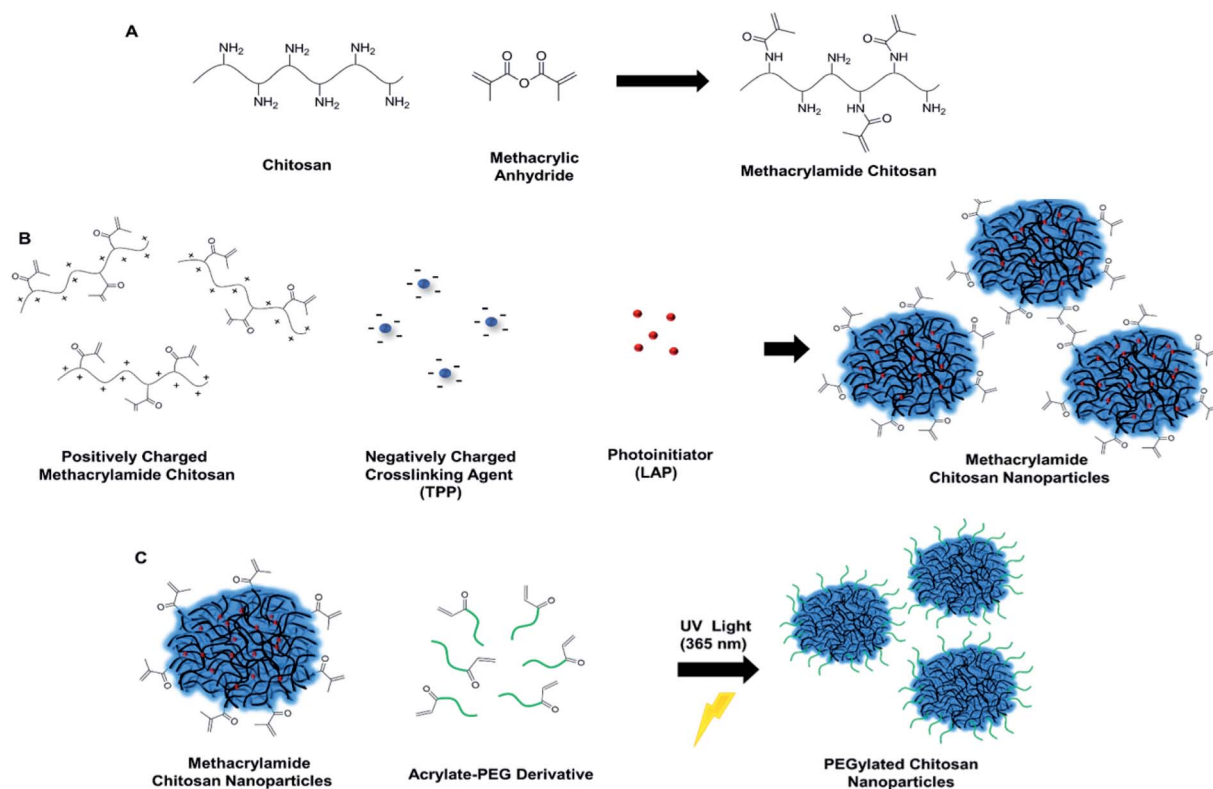 A
NH2 NH2 NH2
NH2 NH2 NH2
Chitosan
O O
O
Methacrylic
Anhydride
O O
NH NH2 NH
NH2 HN NH2
O
Methacrylamide Chitosan
B
Positively Charged
Methacrylamide Chitosan
Negatively Charged
Crosslinking Agent
(TPP)
Photoinitiator
(LAP)
Methacrylamide
Chitosan Nanoparticles
C
Methacrylamide
Chitosan Nanoparticles
Acrylate-PEG Derivative
UV Light
(365 nm)
PEGylated Chitosan
Nanoparticles